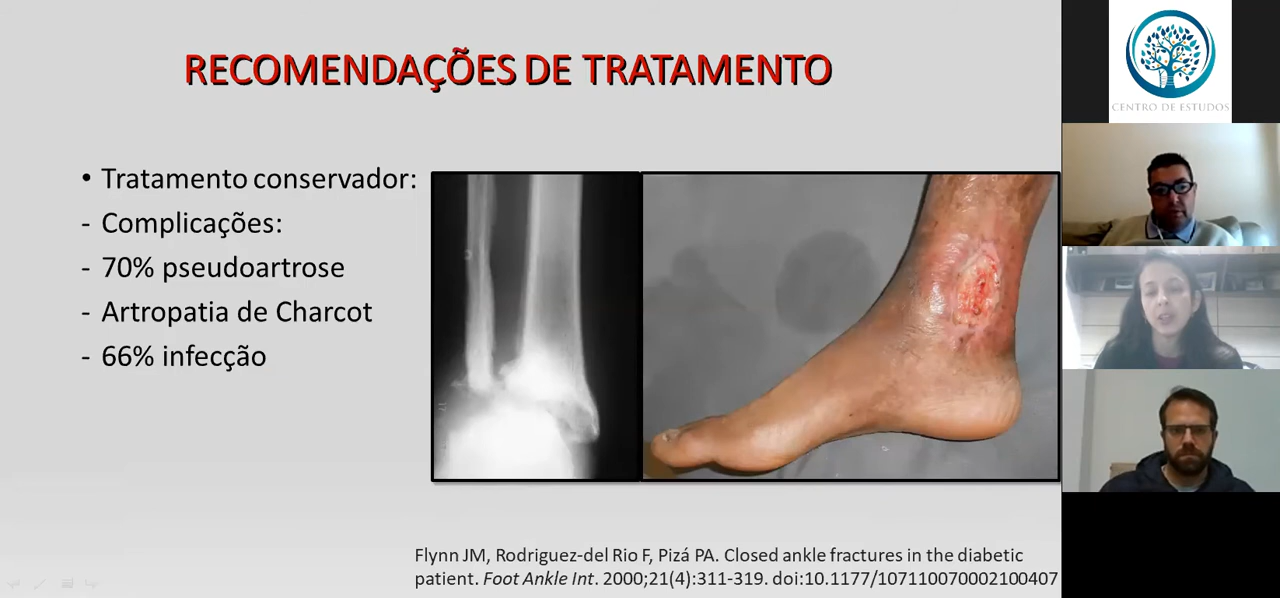 RECOMENDAÇÕES DE TRATAMENTO
• Tratamento conservador:
- Complicações:
- 70% pseudoartrose
- Artropatia de Charcot
- 66% infecção
Flynn JM, Rodriguez-del Rio F, Pizá PA. Closed ankle fractures in the diabetic
patient. Foot Ankle Int. 2000;21(4):311-319. doi:10.1177/107110070002100407
CENTRO DE ESTUDOS